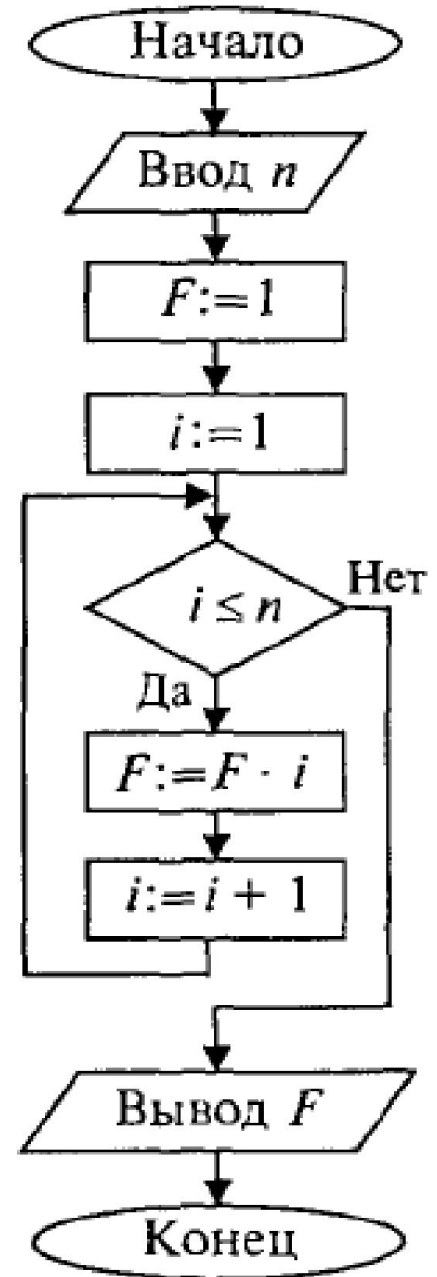 Начало
Ввод n
F:=1
i:=1
i ≤ n
Нет
Да
F:=F · i
i:=i + 1
Вывод F
Конец